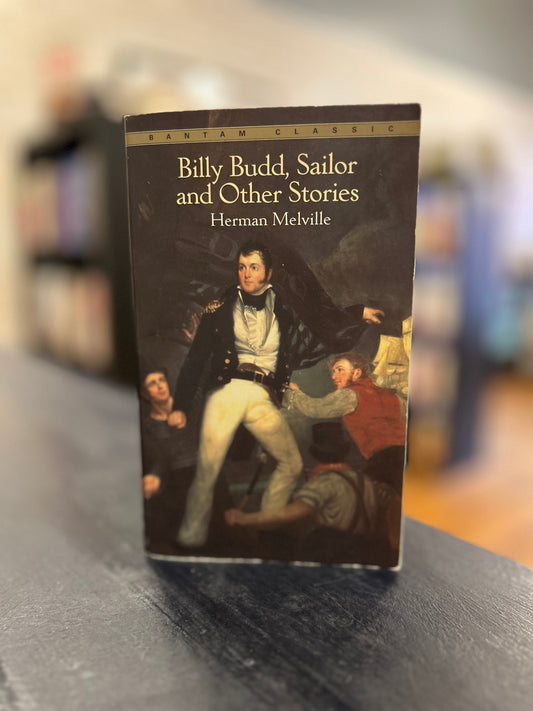 BANTAM CLASSIC
Billy Budd, Sailor
and Other Stories
Herman Melville